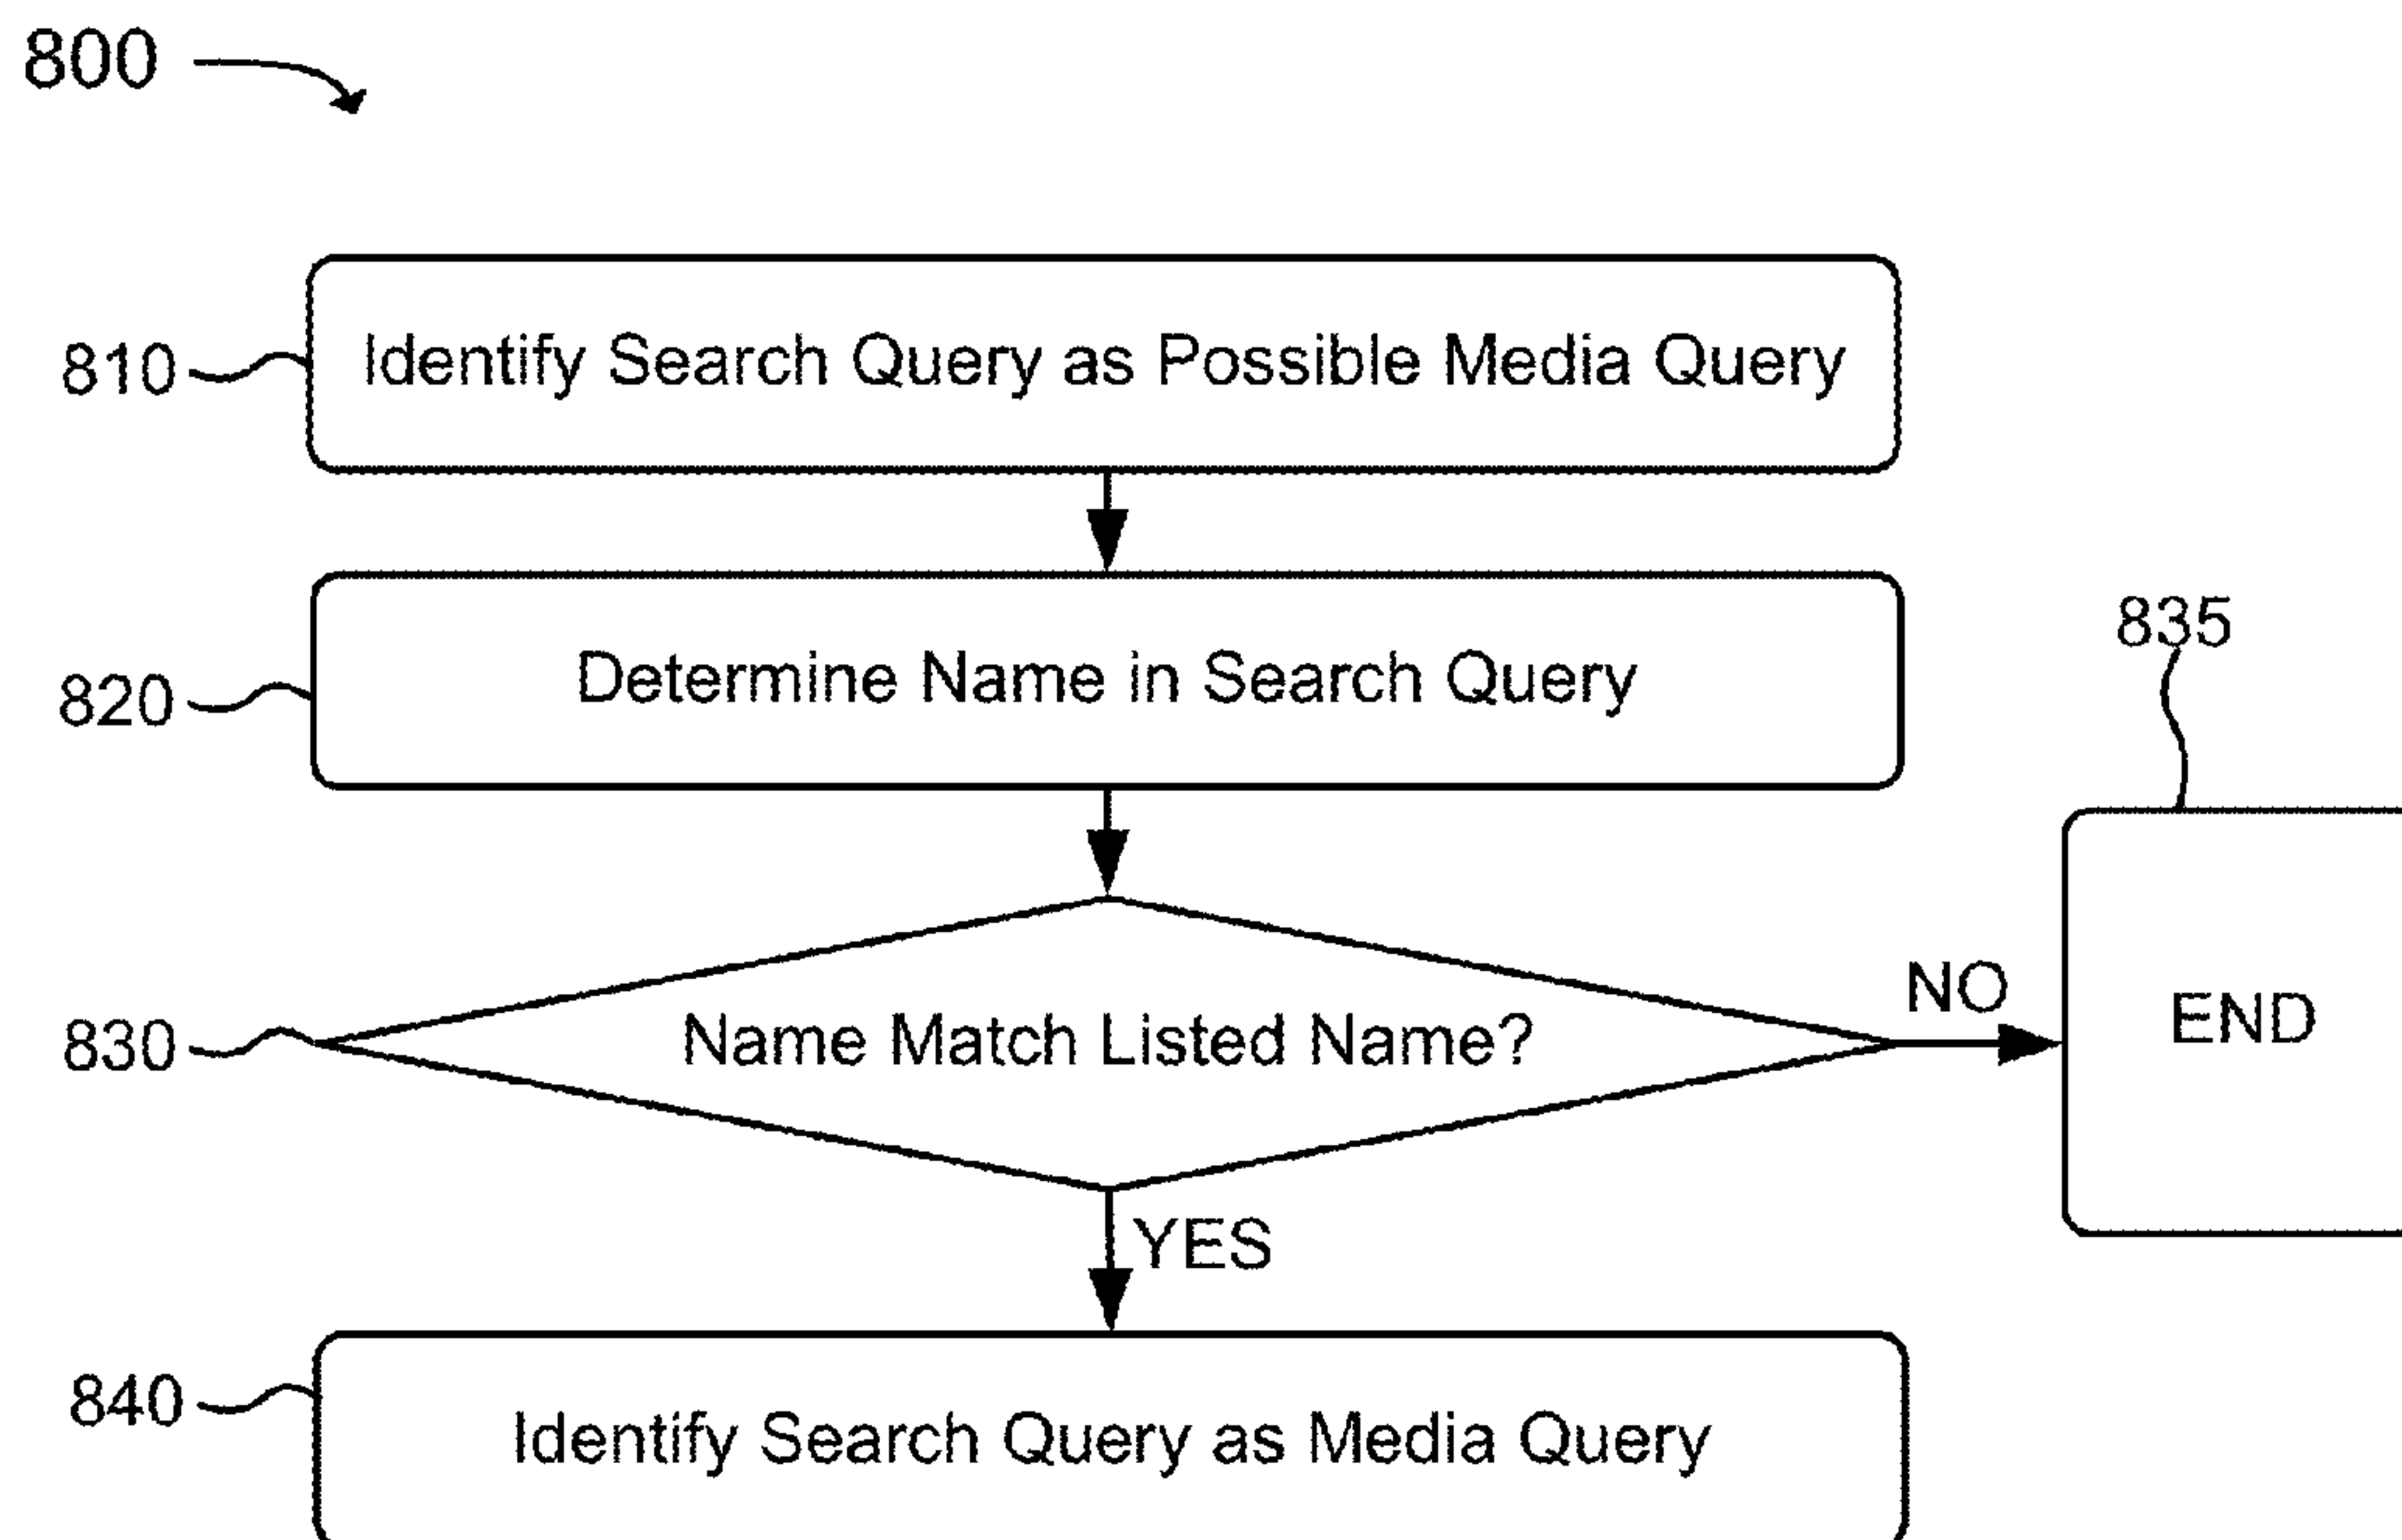 800
810
Identify Search Query as Possible Media Query
820
Determine Name in Search Query
835
830
Name Match Listed Name?
NO
END
YES
840
Identify Search Query as Media Query